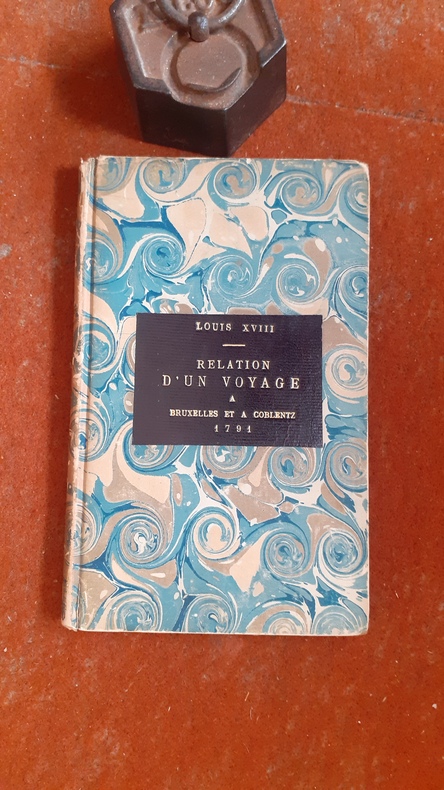 LOUIS XVIII
RELATION
D'UN VOYAGE
A
BRUXELLES ET A COBLENTZ
1791